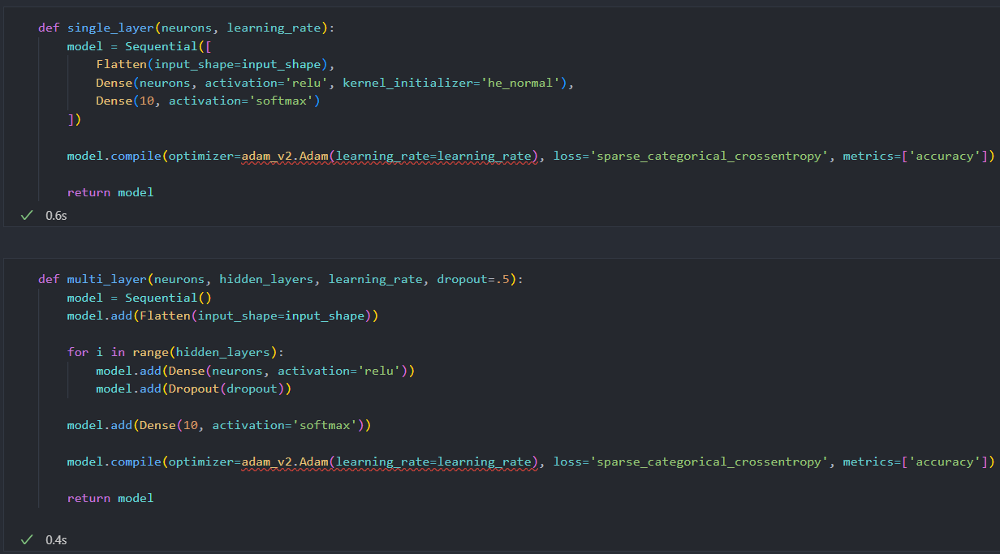 def single_layer(neurons, learning_rate):
    model = Sequential([
        Flatten(input_shape=input_shape),
        Dense(neurons, activation='relu', kernel_initializer='he_normal'),
        Dense(10, activation='softmax')
    ])
    model.compile(optimizer=adam_v2.Adam(learning_rate=learning_rate), loss='sparse_categorical_crossentropy', metrics=['accuracy'])
    return model
✓ 0.6s
def multi_layer(neurons, hidden_layers, learning_rate, dropout=.5):
    model = Sequential()
    model.add(Flatten(input_shape=input_shape))
    for i in range(hidden_layers):
        model.add(Dense(neurons, activation='relu'))
        model.add(Dropout(dropout))
    model.add(Dense(10, activation='softmax'))
    model.compile(optimizer=adam_v2.Adam(learning_rate=learning_rate), loss='sparse_categorical_crossentropy', metrics=['accuracy'])
    return model
✓ 0.4s